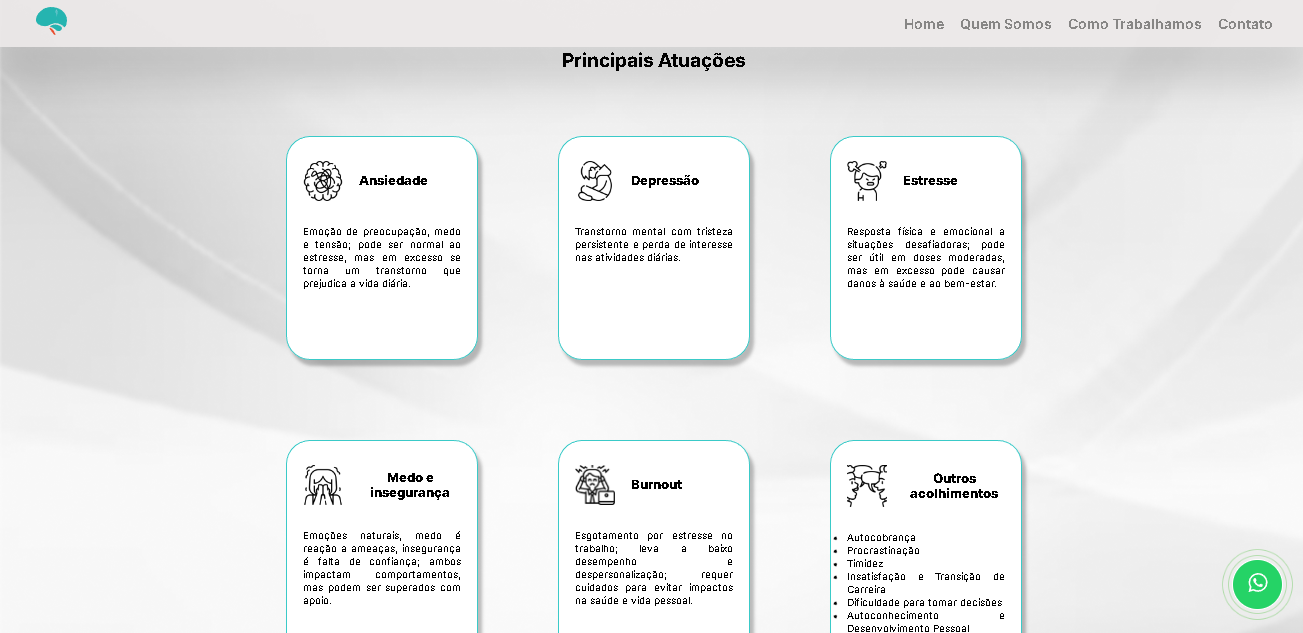 Home Quem Somos Como Trabalhamos Contato
Principais Atuações
Ansiedade
Emoção de preocupação, medo
e tensão; pode ser normal ao
estresse, mas em excesso se
torna um transtorno que
prejudica a vida diária.
Depressão
Transtorno mental com tristeza
persistente e perda de interesse
nas atividades diárias.
Estresse
Resposta física e emocional a
situações desafiadoras; pode
ser útil em doses moderadas,
mas em excesso pode causar
danos à saúde e ao bem-estar.
Medo e
insegurança
Emoções naturais, medo é
reação a ameaças, insegurança
é falta de confiança; ambos
impactam comportamentos,
mas podem ser superados com
apoio.
Burnout
Esgotamento por estresse no
trabalho; leva a baixo
desempenho e
despersonalização; requer
cuidados para evitar impactos
na saúde e vida pessoal.
Outros
acolhimentos
• Autocobrança
• Procrastinação
• Timidez
• Insatisfação e Transição de
Carreira
• Dificuldade para tomar decisões
• Autoconhecimento e
Desenvolvimento Pessoal